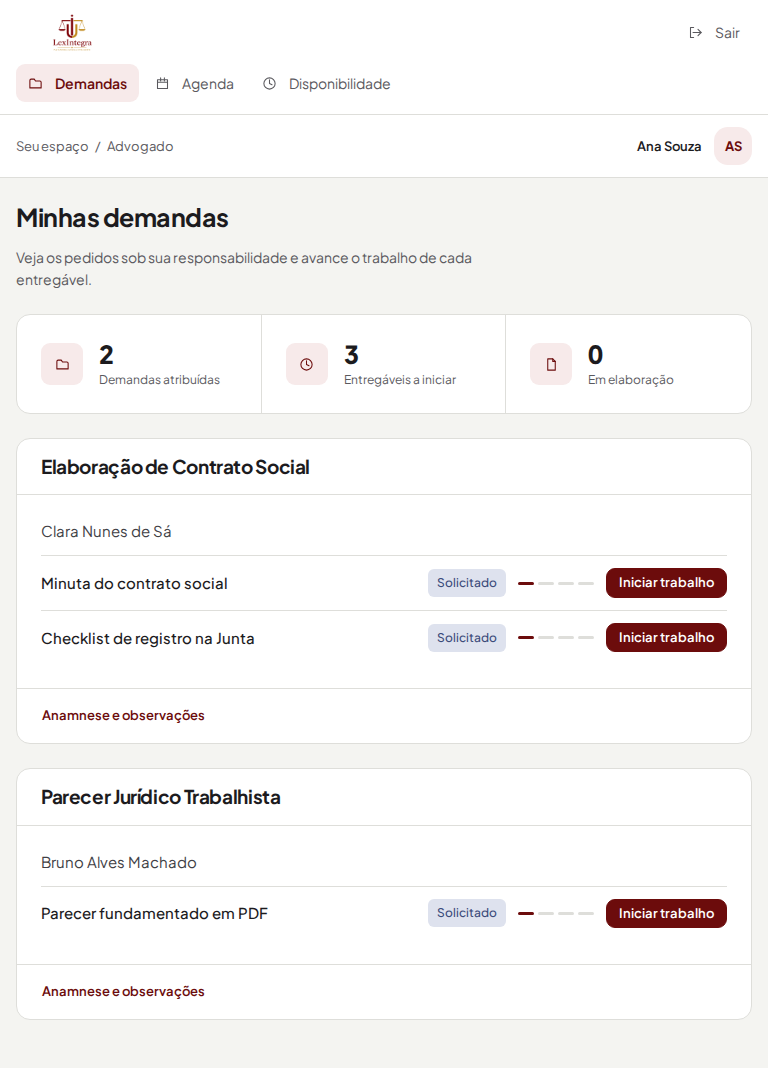 LexIntegra
Sair
Demandas
Agenda
Disponibilidade
Seu espaço / Advogado
Ana Souza
AS
Minhas demandas
Veja os pedidos sob sua responsabilidade e avance o trabalho de cada
entregável.
2
Demandas atribuídas
3
Entregáveis a iniciar
0
Em elaboração
Elaboração de Contrato Social
Clara Nunes de Sá
Minuta do contrato social
Solicitado
Iniciar trabalho
Checklist de registro na Junta
Solicitado
Iniciar trabalho
Anamnese e observações
Parecer Jurídico Trabalhista
Bruno Alves Machado
Parecer fundamentado em PDF
Solicitado
Iniciar trabalho
Anamnese e observações